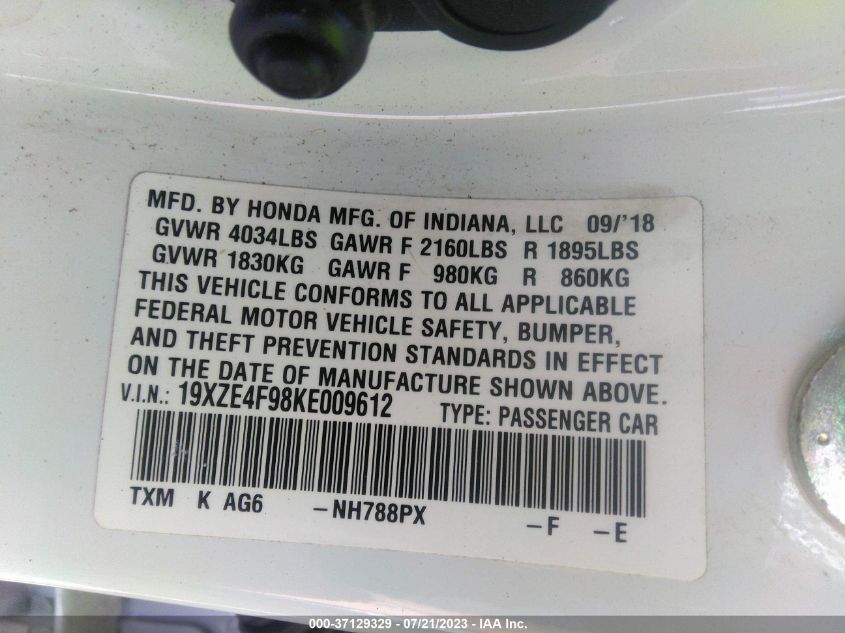 MFD. BY HONDA MFG. OF INDIANA, LLC 09/'18
GVWR 4034LBS GAWR F 2160LBS R 1895LBS
GVWR 1830KG GAWR F 980KG R 860KG
THIS VEHICLE CONFORMS TO ALL APPLICABLE
FEDERAL MOTOR VEHICLE SAFETY, BUMPER,
AND THEFT PREVENTION STANDARDS IN EFFECT
ON THE DATE OF MANUFACTURE SHOWN ABOVE.
V.I.N.: 19XZE4F98KE009612 TYPE: PASSENGER CAR
TXM K AG6 -NH788PX -F -E
000-37129329 - 07/21/2023 - IAA Inc.